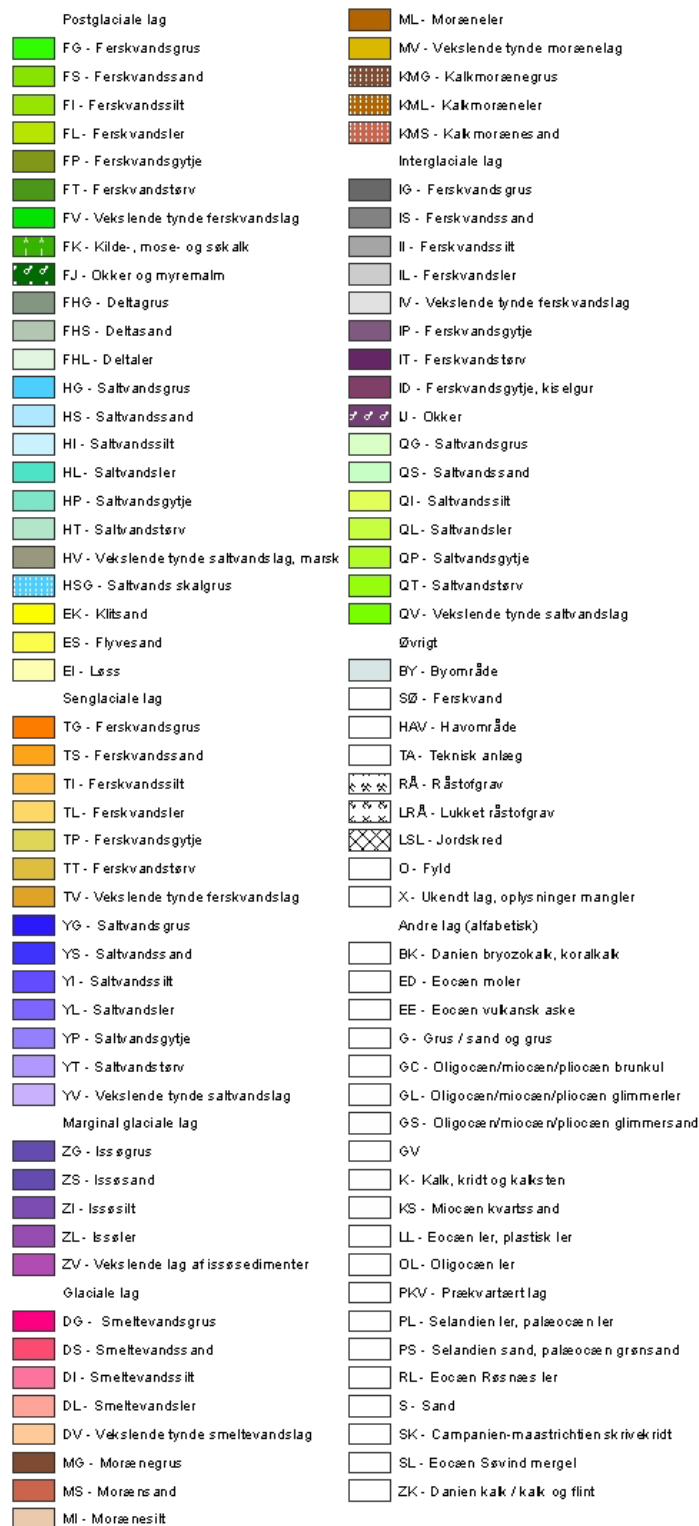 Postglaciale lag
FG - Ferskvandsgrus
FS - Ferskvandssand
FI - Ferskvandssilt
FL - Ferskvandsler
FP - Ferskvandsgytje
FT - Ferskvandstørv
FV - Vekslende tynde ferskvandslag
FK - Kilde-, mose- og søkalk
FJ - Okker og myremalm
FHG - Deltagrus
FHS - Deltasand
FHL - Deltaler
HG - Saltvandsgrus
HS - Saltvandssand
HI - Saltvandssilt
HL - Saltvandsler
HP - Saltvandsgytje
HT - Saltvandstørv
HV - Vekslende tynde saltvandslag, marsk
HSG - Saltvands skalgrus
EK - Klitsand
ES - Flyvesand
EI - Løss
Senglaciale lag
TG - Ferskvandsgrus
TS - Ferskvandssand
TI - Ferskvandssilt
TL - Ferskvandsler
TP - Ferskvandsgytje
TT - Ferskvandstørv
TV - Vekslende tynde ferskvandslag
YG - Saltvandsgrus
YS - Saltvandssand
YI - Saltvandssilt
YL - Saltvandsler
YP - Saltvandsgytje
YT - Saltvandstørv
YV - Vekslende tynde saltvandslag
Marginal glaciale lag
ZG - Issøgrus
ZS - Issøsand
ZI - Issøsilt
ZL - Issøler
ZV - Vekslende lag af issøsedimenter
Glaciale lag
DG - Smeltevandsgrus
DS - Smeltevandssand
DI - Smeltevandssilt
DL - Smeltevandsler
DV - Vekslende tynde smeltevandslag
MG - Morænegrus
MS - Morænsand
MI - Morænesilt
ML - Moræneler
MV - Vekslende tynde morænelag
KMG - Kalkmorænegrus
KML - Kalkmoræneler
KMS - Kalkmorænesand
Interglaciale lag
IG - Ferskvandsgrus
IS - Ferskvandssand
II - Ferskvandssilt
IL - Ferskvandsler
IV - Vekslende tynde ferskvandslag
IP - Ferskvandsgytje
IT - Ferskvandstørv
ID - Ferskvandsgytje, kiselgur
IJ - Okker
QG - Saltvandsgrus
QS - Saltvandssand
QI - Saltvandssilt
QL - Saltvandsler
QP - Saltvandsgytje
QT - Saltvandstørv
QV - Vekslende tynde saltvandslag
Øvrigt
BY - Byområde
SØ - Ferskvand
HAV - Havområde
TA - Teknisk anlæg
RÅ - Råstofgrav
LRÅ - Lukket råstofgrav
LSL - Jordskred
O - Fyld
X - Ukendt lag, oplysninger mangler
Andre lag (alfabetisk)
BK - Danien bryozokalk, koralkalk
ED - Eocæn moler
EE - Eocæn vulkansk aske
G - Grus / sand og grus
GC - Oligocæn/miocæn/pliocæn brunkul
GL - Oligocæn/miocæn/pliocæn glimmerler
GS - Oligocæn/miocæn/pliocæn glimmersand
GV
K - Kalk, kridt og kalksten
KS - Miocæn kvartssand
LL - Eocæn ler, plastisk ler
OL - Oligocæn ler
PKV - Prækvartært lag
PL - Selandien ler, palæocæn ler
PS - Selandien sand, palæocæn grønsand
RL - Eocæn Røsnæs ler
S - Sand
SK - Campanien-maastrichtien skrivekridt
SL - Eocæn Søvind mergel
ZK - Danien kalk / kalk og flint